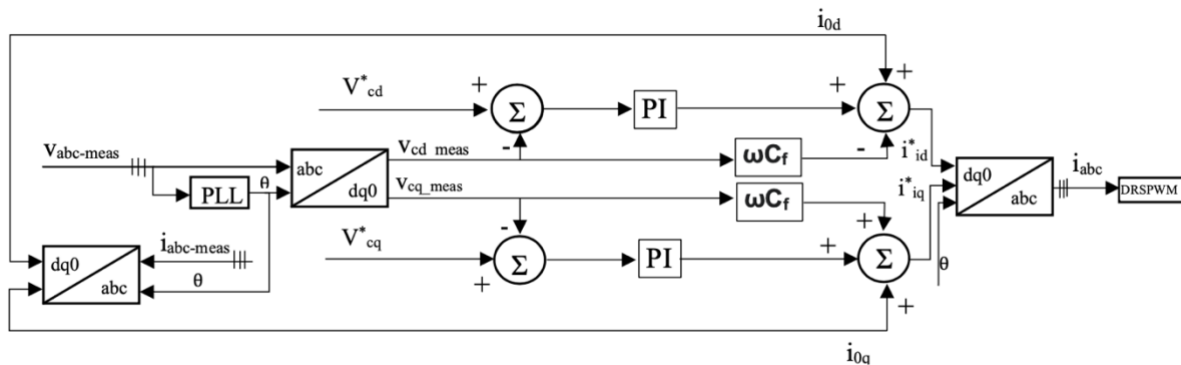 i0d
V*cd
+
Σ
PI
+
+
Σ
-
-
vabc-meas
abc
dq0
vcd_meas
ωCf
i*id
PLL
θ
vcq_meas
ωCf
i*iq
dq0
abc
iabc
DRSPWM
-
+
iabc-meas
V*cq
Σ
PI
+
Σ
θ
dq0
abc
θ
+
+
i0q